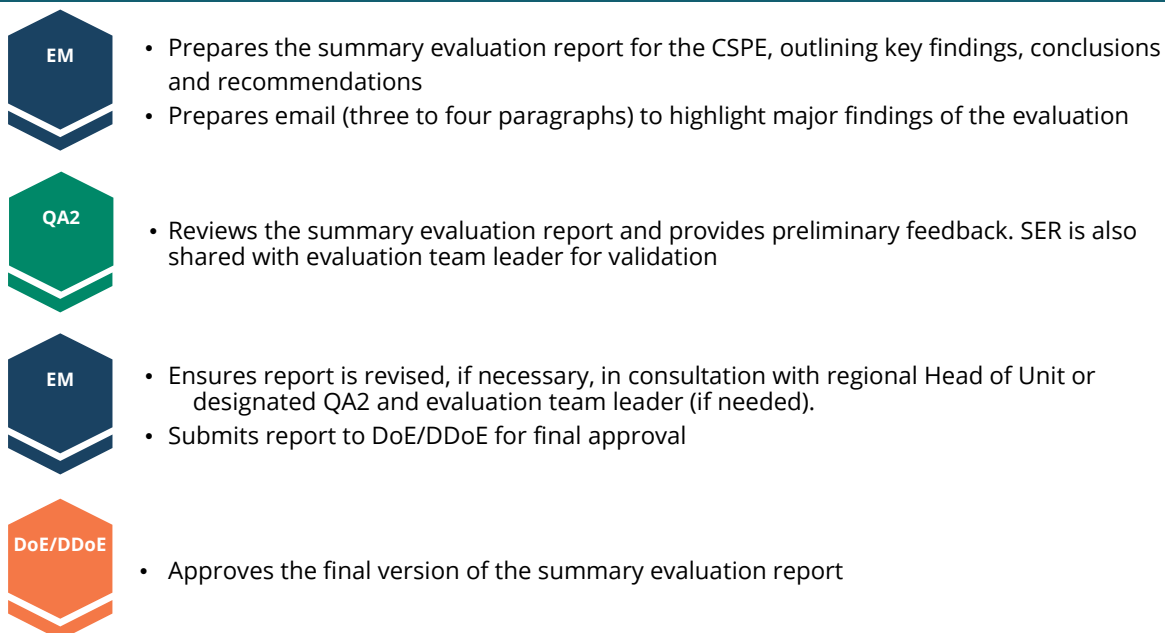 EM
• Prepares the summary evaluation report for the CSPE, outlining key findings, conclusions
and recommendations
• Prepares email (three to four paragraphs) to highlight major findings of the evaluation
QA2
• Reviews the summary evaluation report and provides preliminary feedback. SER is also
shared with evaluation team leader for validation
EM
• Ensures report is revised, if necessary, in consultation with regional Head of Unit or
designated QA2 and evaluation team leader (if needed).
• Submits report to DoE/DDoE for final approval
DoE/DDoE
• Approves the final version of the summary evaluation report